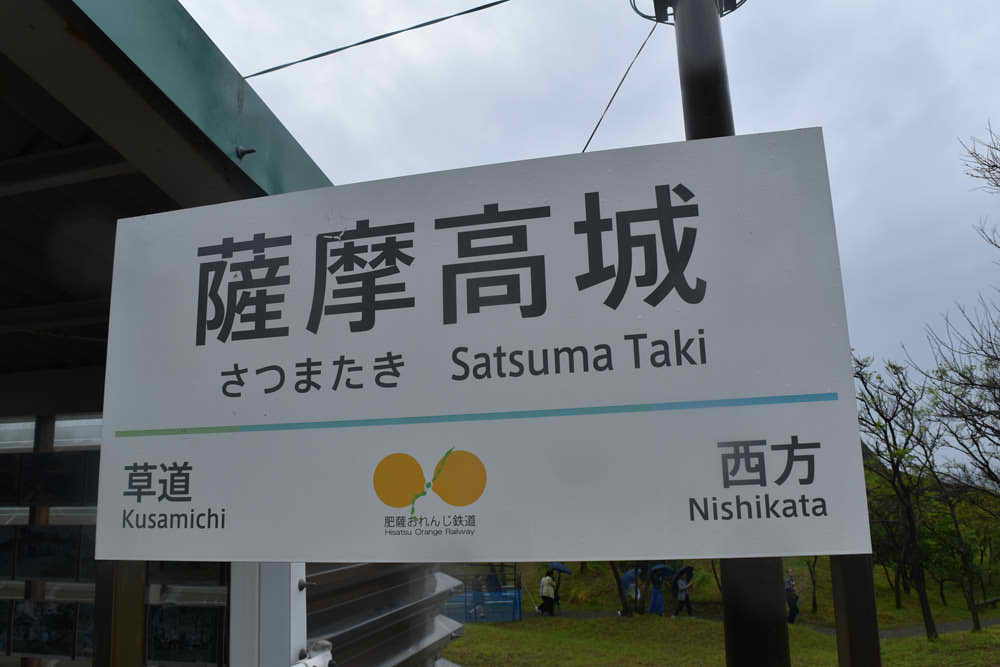 薩摩高城
さつまたき Satsuma Taki
草道
Kusamichi
肥薩おれんじ鉄道
Hisatsu Orange Railway
西方
Nishikata